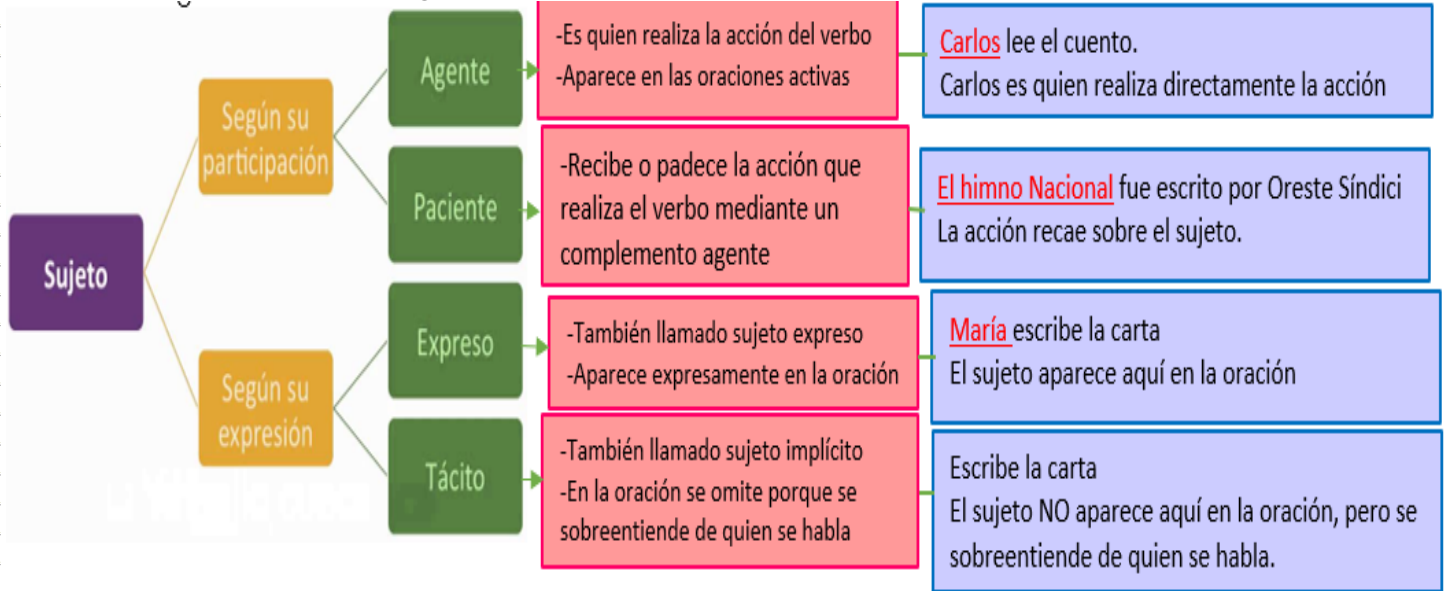 Sujeto
Según su
participación
Agente
-Es quien realiza la acción del verbo
-Aparece en las oraciones activas
Carlos lee el cuento.
Carlos es quien realiza directamente la acción
Paciente
-Recibe o padece la acción que
realiza el verbo mediante un
complemento agente
El himno Nacional fue escrito por Oreste Síndici
La acción recae sobre el sujeto.
Según su
expresión
Expreso
-También llamado sujeto expreso
-Aparece expresamente en la oración
María escribe la carta
El sujeto aparece aquí en la oración
Tácito
-También llamado sujeto implícito
-En la oración se omite porque se
sobreentiende de quien se habla
Escribe la carta
El sujeto NO aparece aquí en la oración, pero se
sobreentiende de quien se habla.